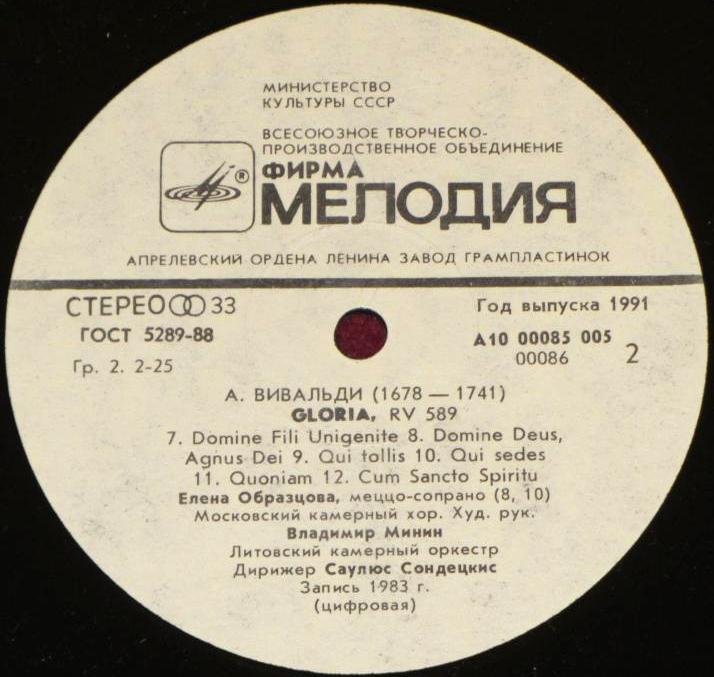 МИНИСТЕРСТВО
КУЛЬТУРЫ СССР
ВСЕСОЮЗНОЕ ТВОРЧЕСКО-
ПРОИЗВОДСТВЕННОЕ ОБЪЕДИНЕНИЕ
ФИРМА
®
МЕЛОДИЯ
АПРЕЛЕВСКИЙ ОРДЕНА ЛЕНИНА ЗАВОД ГРАМПЛАСТИНОК
СТЕРЕО 33
ГОСТ 5289-88
Гр. 2. 2-25
Год выпуска 1991
А10 00085 005
00086 2
А. ВИВАЛЬДИ (1678 — 1741)
GLORIA, RV 589
7. Domine Fili Unigenite 8. Domine Deus,
Agnus Dei 9. Qui tollis 10. Qui sedes
11. Quoniam 12. Cum Sancto Spiritu
Елена Образцова, меццо-сопрано (8, 10)
Московский камерный хор. Худ. рук.
Владимир Минин
Литовский камерный оркестр
Дирижер Саулюс Сондецкис
Запись 1983 г.
(цифровая)